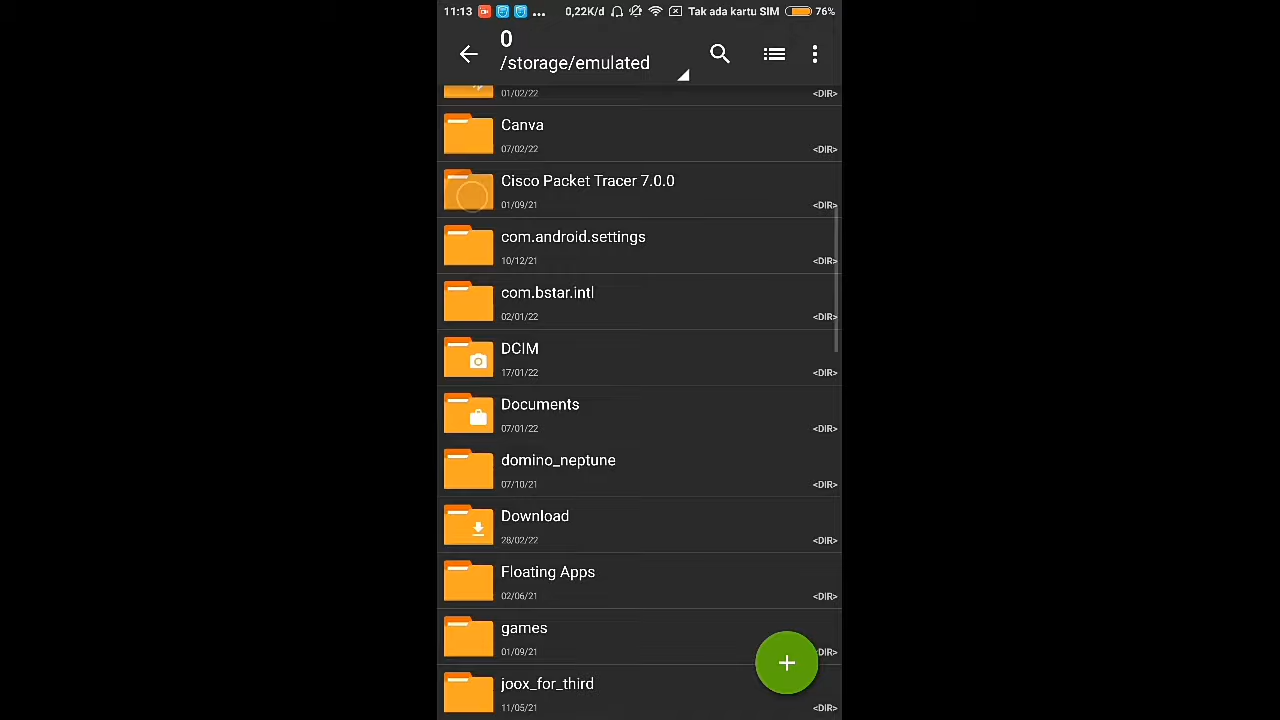 11:13 ... 0,22K/d Tak ada kartu SIM 76%
0
/storage/emulated
01/02/22 <DIR>
Canva
07/02/22 <DIR>
Cisco Packet Tracer 7.0.0
01/09/21 <DIR>
com.android.settings
10/12/21 <DIR>
com.bstar.intl
02/01/22 <DIR>
DCIM
17/01/22 <DIR>
Documents
07/01/22 <DIR>
domino_neptune
07/10/21 <DIR>
Download
28/02/22 <DIR>
Floating Apps
02/06/21 <DIR>
games
01/09/21 DIR>
joox_for_third
11/05/21 <DIR>